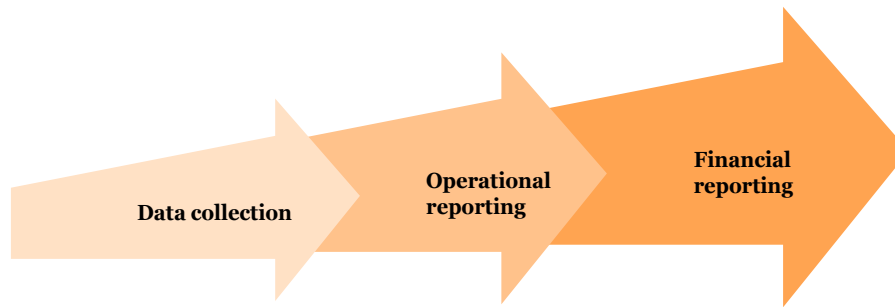 Data collection
Operational
reporting
Financial
reporting